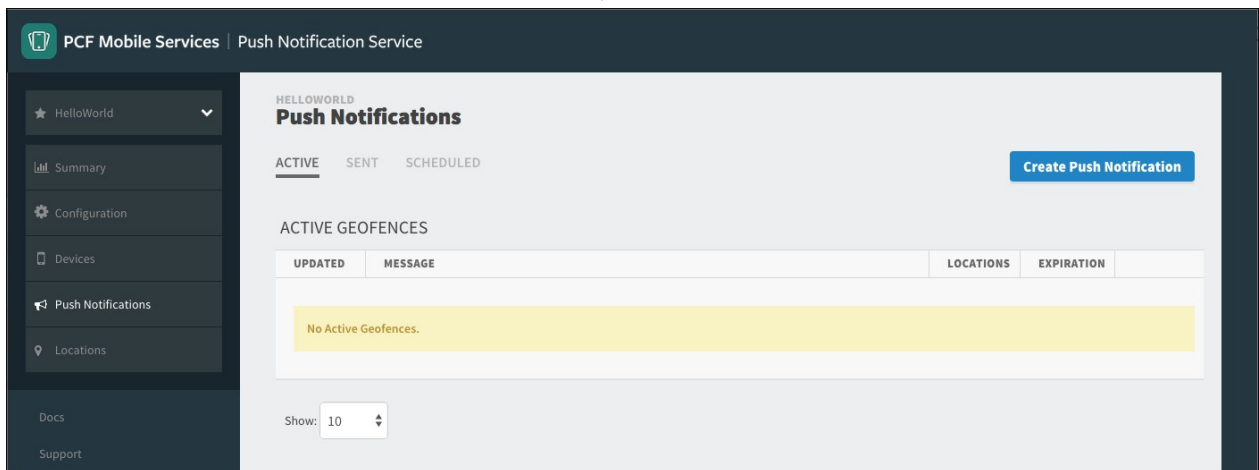 PCF Mobile Services | Push Notification Service
HelloWorld
Summary
Configuration
Devices
Push Notifications
Locations
Docs
Support
HELLOWORLD
Push Notifications
ACTIVE SENT SCHEDULED
Create Push Notification
ACTIVE GEOFENCES
UPDATED MESSAGE LOCATIONS EXPIRATION
No Active Geofences.
Show: 10